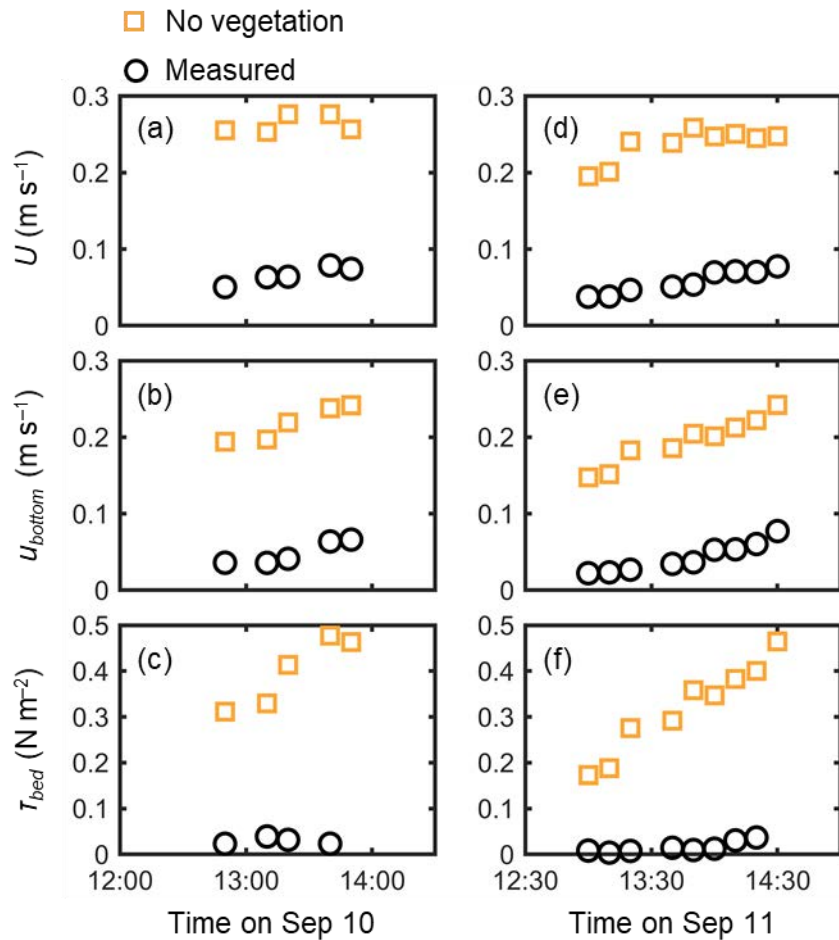 No vegetation
Measured
(a)
(d)
0.3
0.2
0.1
0
U (m s⁻¹)
0.3
0.2
0.1
0
(b)
(e)
0.3
0.2
0.1
0
u_bottom (m s⁻¹)
0.3
0.2
0.1
0
(c)
(f)
0.5
0.4
0.3
0.2
0.1
0
τ_bed (N m⁻²)
0.5
0.4
0.3
0.2
0.1
0
12:00 13:00 14:00
12:30 13:30 14:30
Time on Sep 10
Time on Sep 11